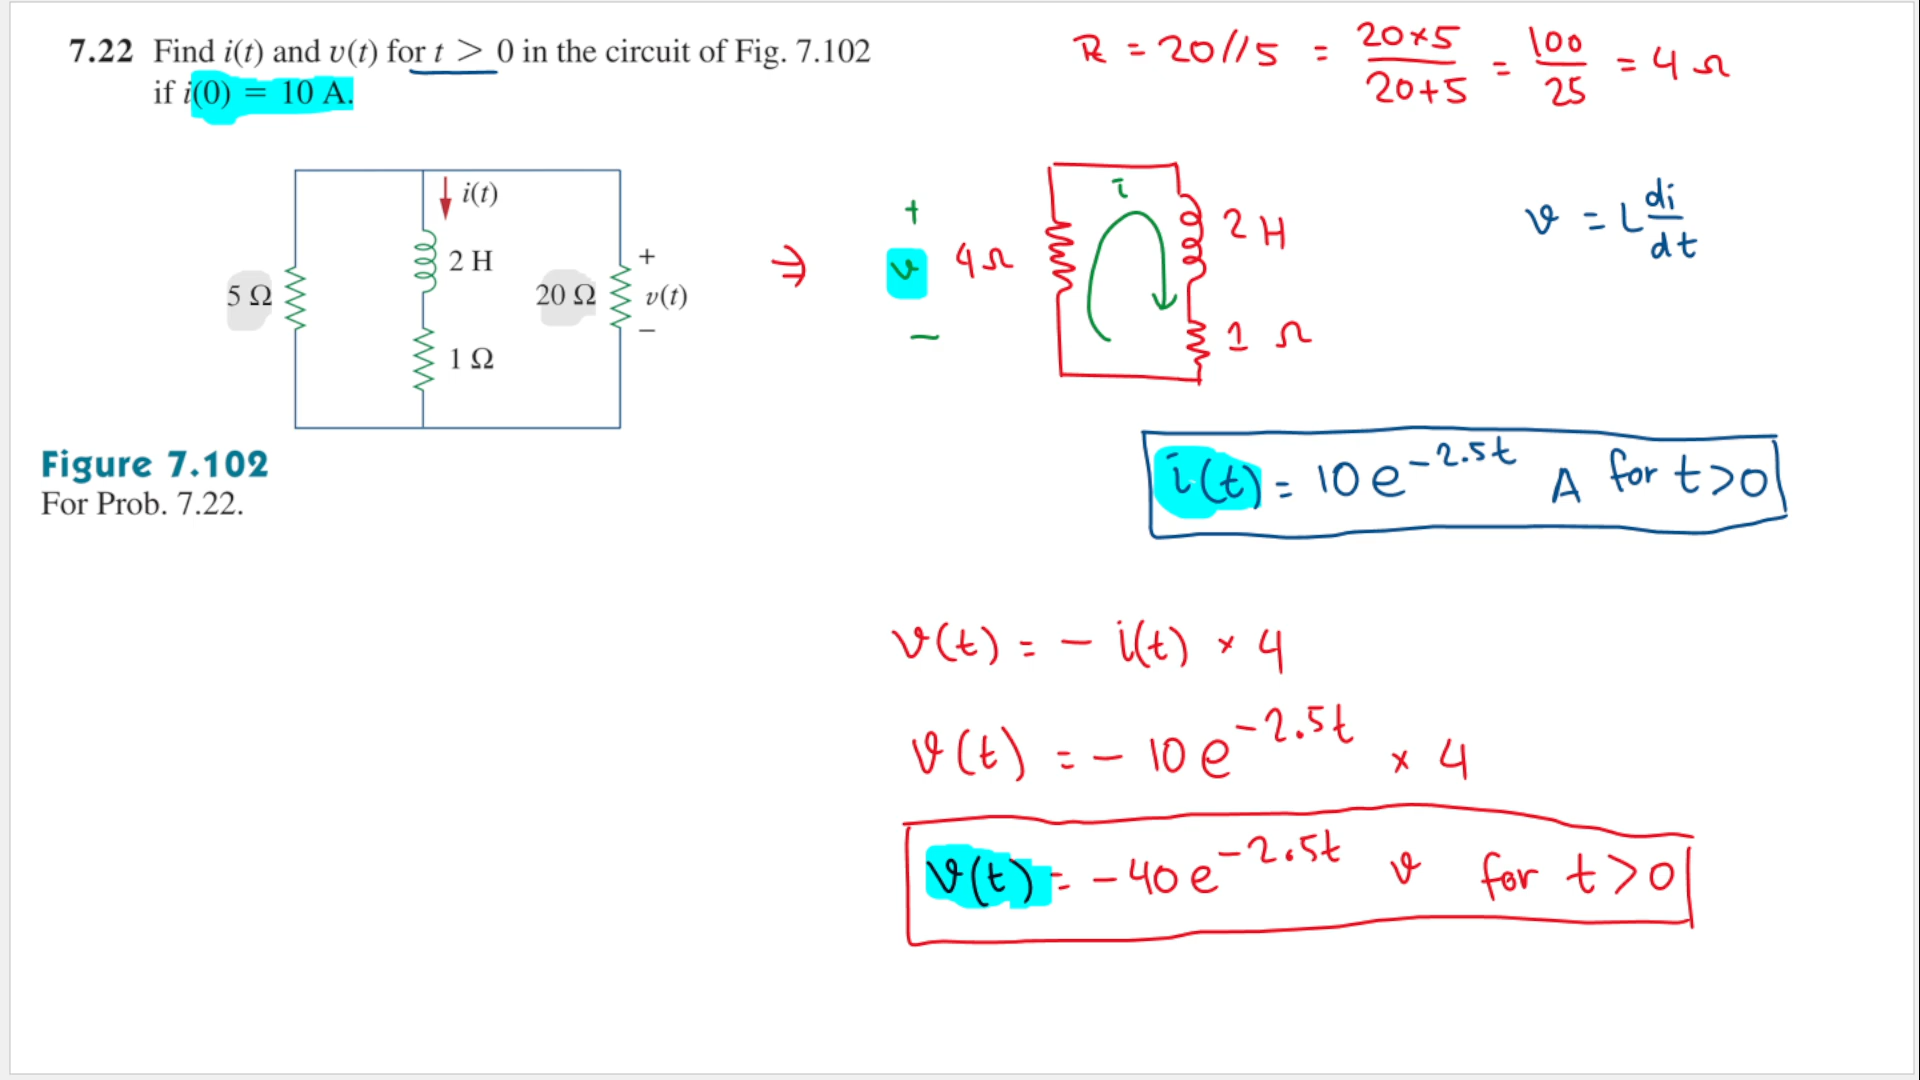 7.22 Find i(t) and v(t) for t > 0 in the circuit of Fig. 7.102
if i(0) = 10 A.
R = 20//5 = 20×5/20+5 = 100/25 = 4 Ω
i(t)
2 H
5 Ω
20 Ω
+
v(t)
−
1 Ω
⇒
+
v
−
4Ω
i
2 H
1 Ω
v = L di/dt
Figure 7.102
For Prob. 7.22.
i(t) = 10e^-2.5t A for t>0
v(t) = - i(t) × 4
v(t) = - 10e^-2.5t × 4
v(t) = -40e^-2.5t v for t>0